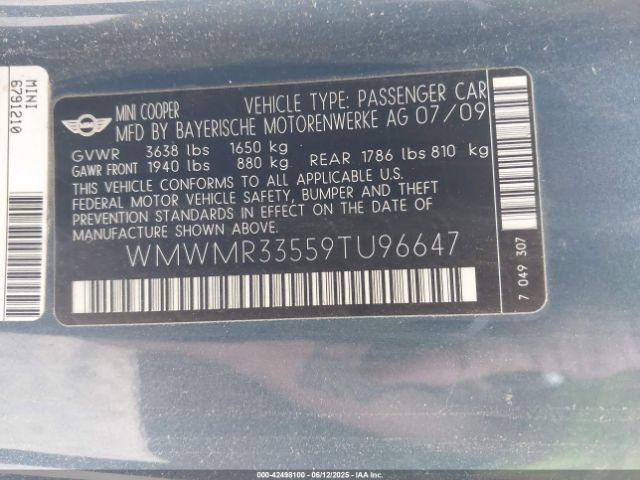 MINI
6791210
MINI COOPER VEHICLE TYPE: PASSENGER CAR
MFD BY BAYERISCHE MOTORENWERKE AG 07/09
GVWR 3638 lbs 1650 kg
GAWR FRONT 1940 lbs 880 kg REAR 1786 lbs 810 kg
THIS VEHICLE CONFORMS TO ALL APPLICABLE U.S.
FEDERAL MOTOR VEHICLE SAFETY, BUMPER AND THEFT
PREVENTION STANDARDS IN EFFECT ON THE DATE OF
MANUFACTURE SHOWN ABOVE.
WMWMR33559TU96647
7 049 307
000-42498100 - 06/12/2025 - IAAI.COM